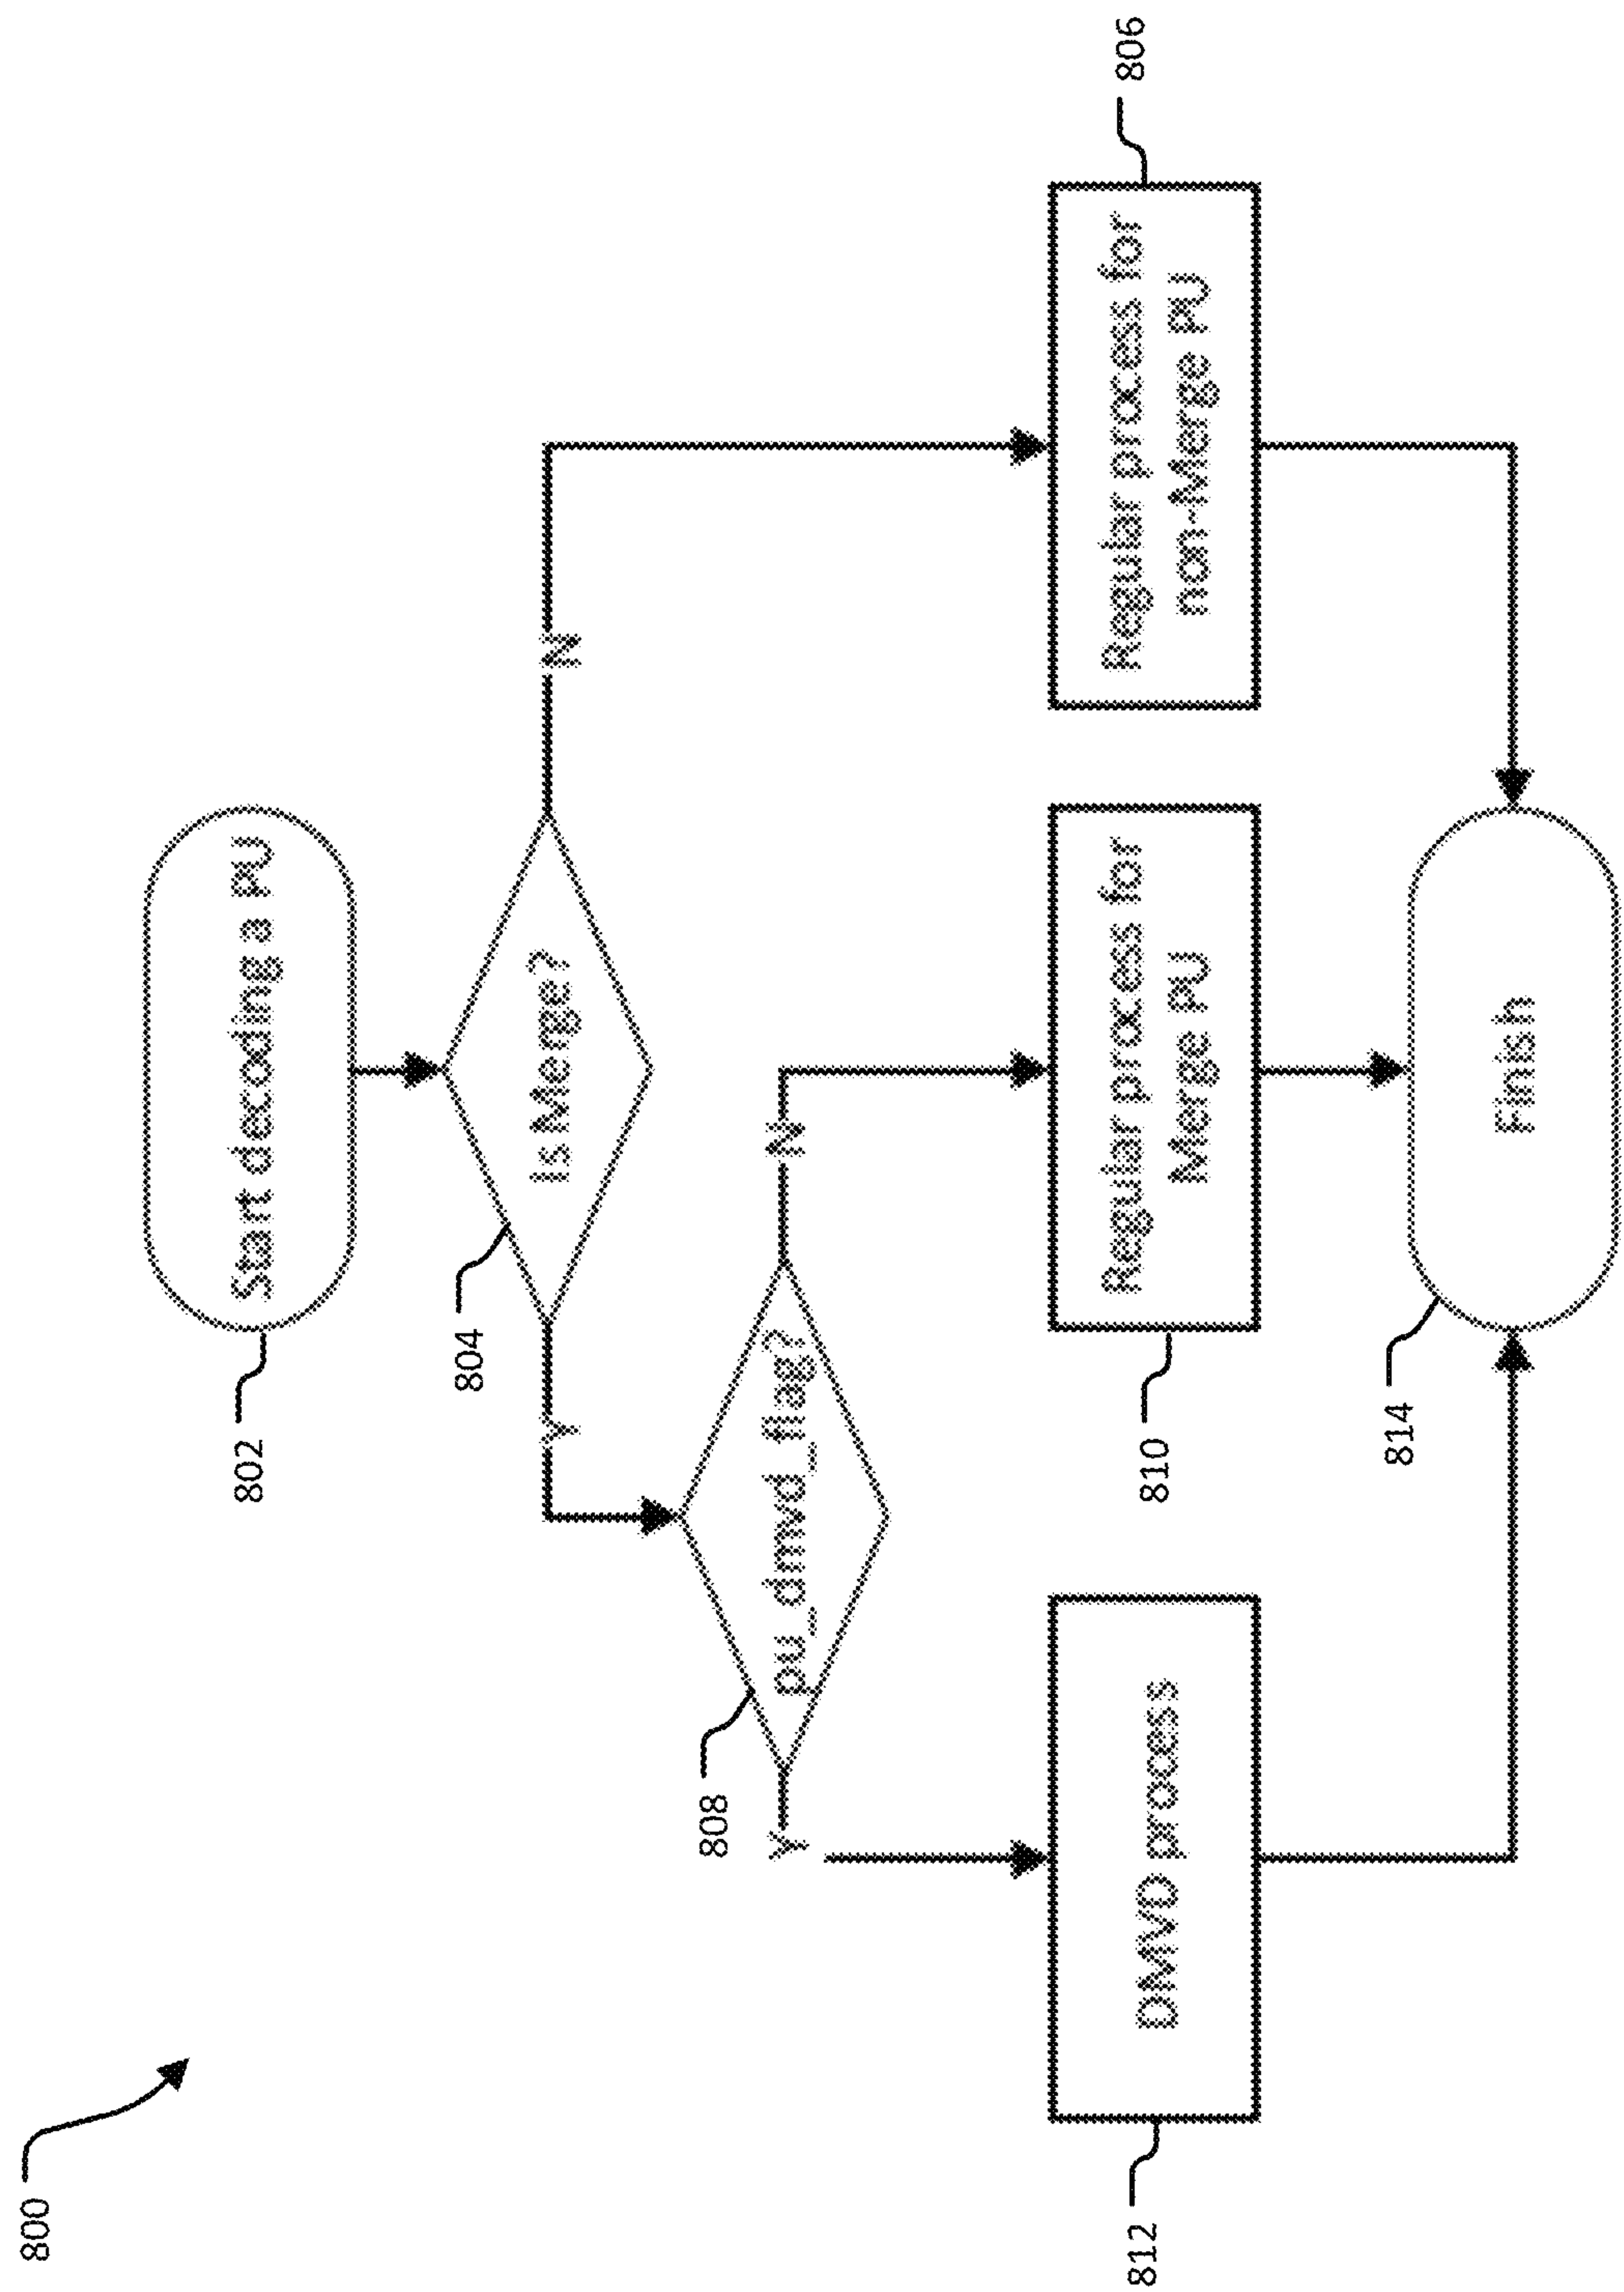 800
802
Start decoding a PU
804
Is Merge?
Y
N
808
pu_dmvd_flag?
Y
N
812
DMVD process
810
Regular process for
Merge PU
Regular process for
non-Merge PU
806
814
Finish